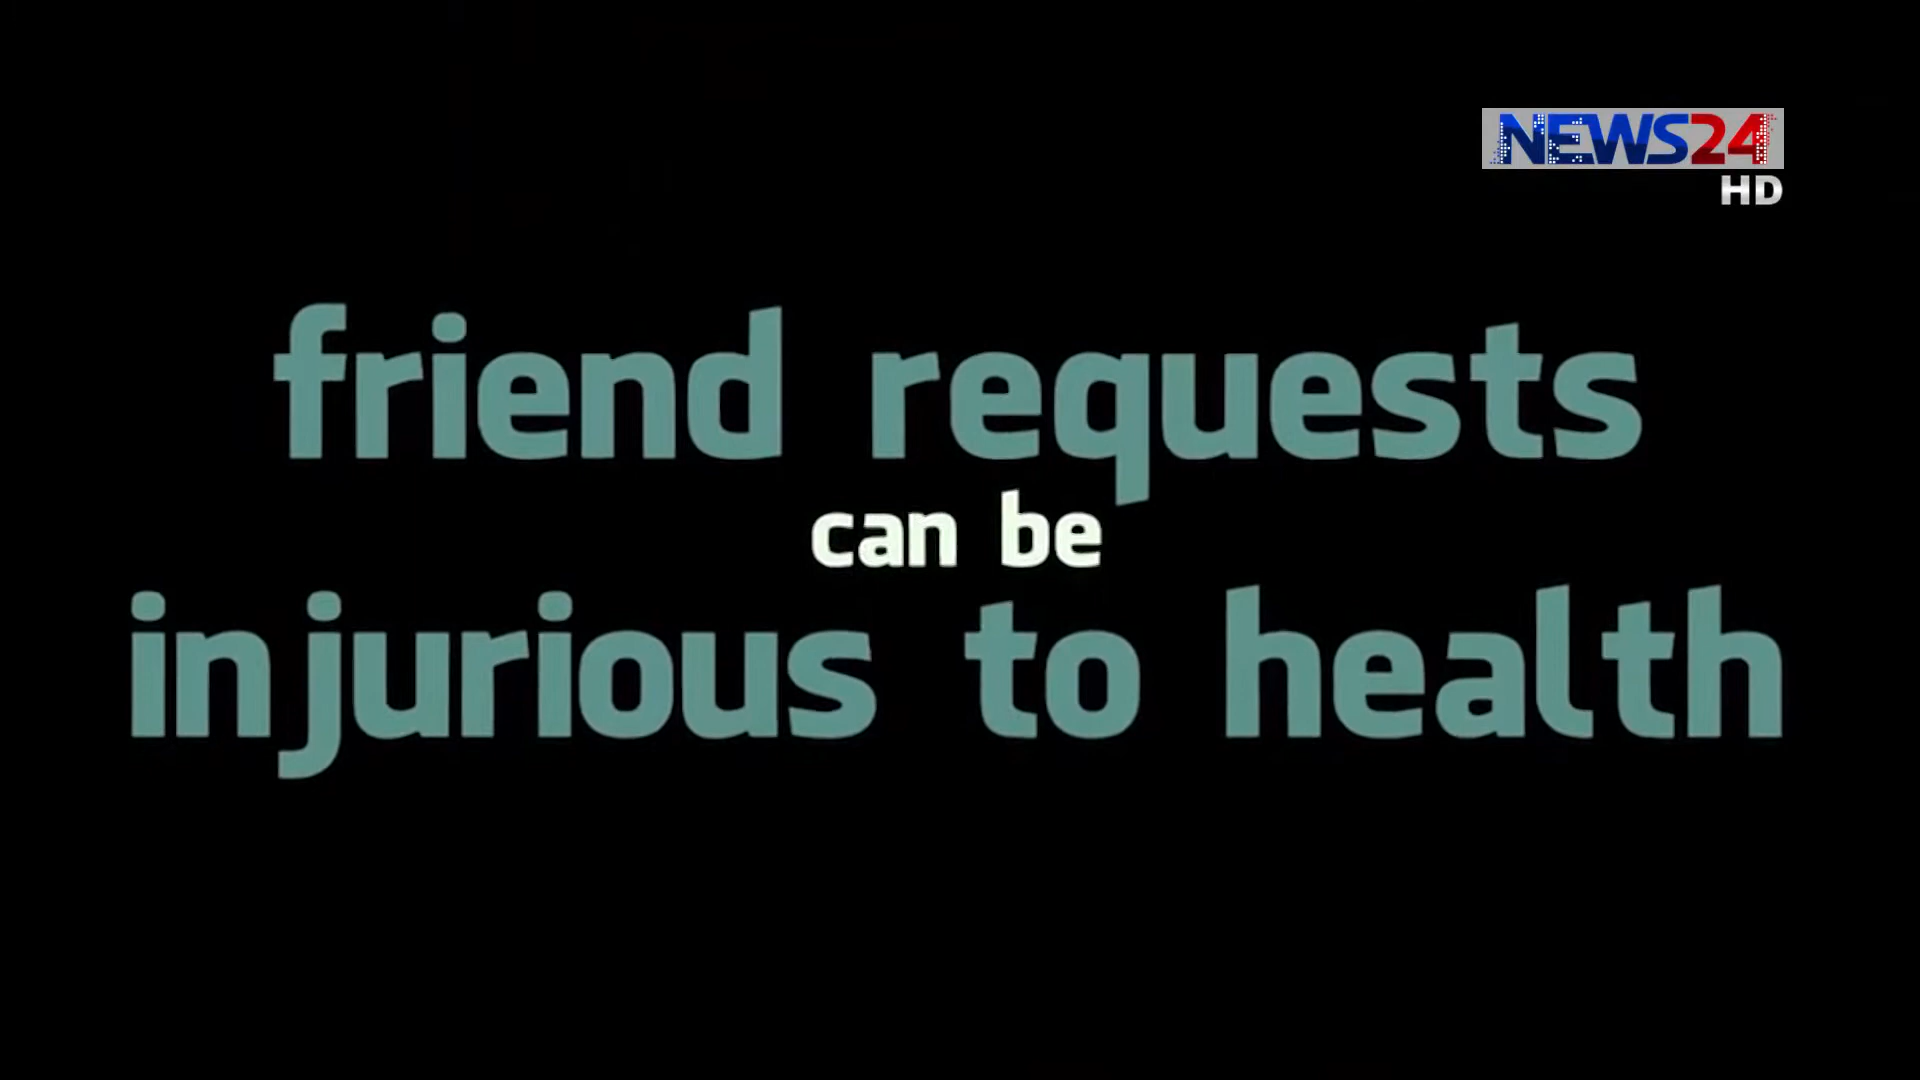 NEWS24
HD
friend requests
can be
injurious to health